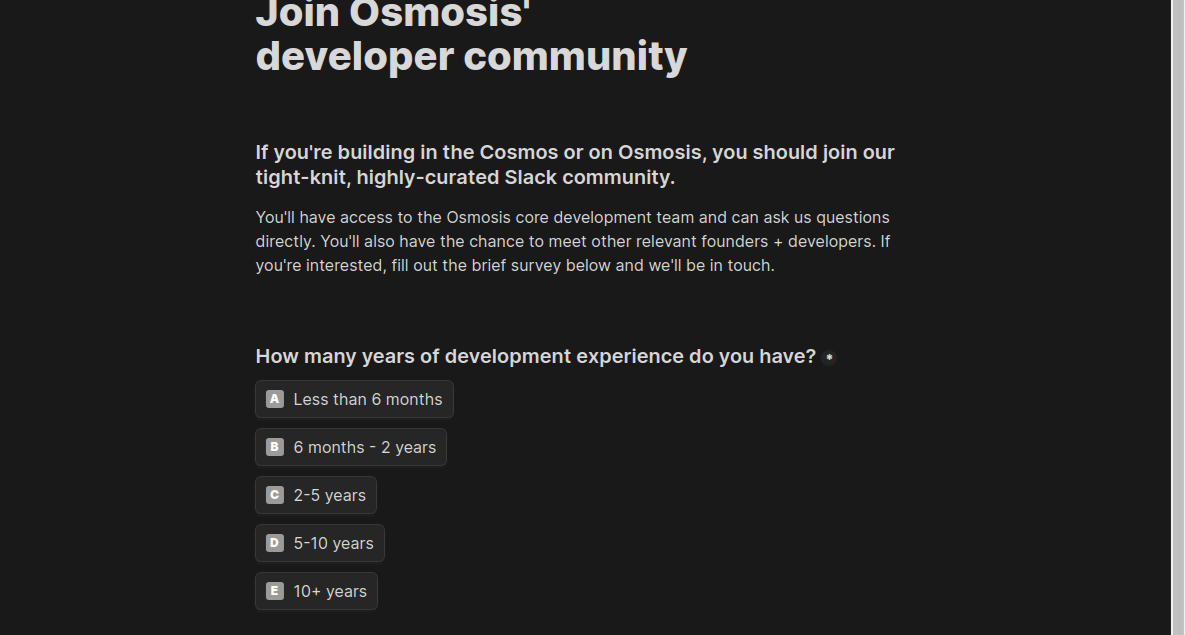 Join Osmosis'
developer community
If you're building in the Cosmos or on Osmosis, you should join our
tight-knit, highly-curated Slack community.
You'll have access to the Osmosis core development team and can ask us questions
directly. You'll also have the chance to meet other relevant founders + developers. If
you're interested, fill out the brief survey below and we'll be in touch.
How many years of development experience do you have? *
A Less than 6 months
B 6 months - 2 years
C 2-5 years
D 5-10 years
E 10+ years